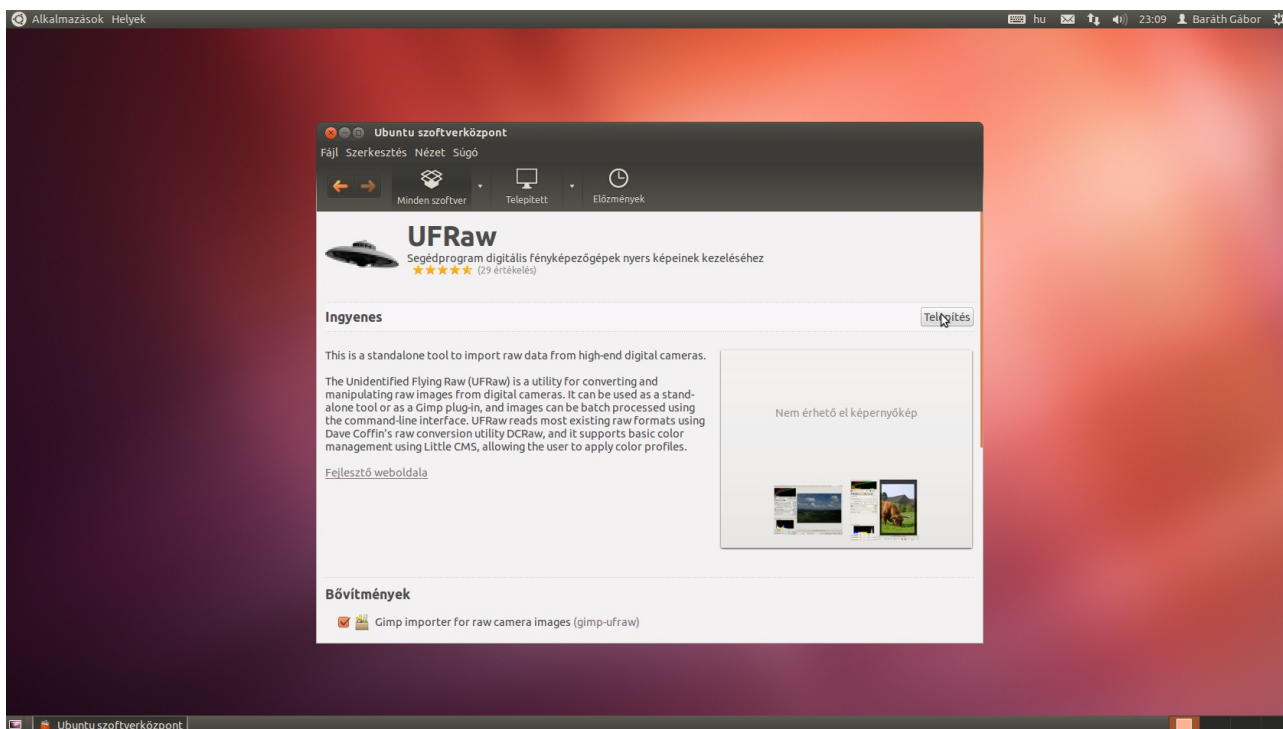 Alkalmazások Helyek
hu 23:09 Baráth Gábor
Ubuntu szoftverközpont
Fájl Szerkesztés Nézet Súgó
Minden szoftver Telepített Előzmények
UFRaw
Segédprogram digitális fényképezőgépek nyers képeinek kezeléséhez
(29 értékelés)
Ingyenes
Telepítés
This is a standalone tool to import raw data from high-end digital cameras.
The Unidentified Flying Raw (UFRaw) is a utility for converting and
manipulating raw images from digital cameras. It can be used as a stand-
alone tool or as a Gimp plug-in, and images can be batch processed using
the command-line interface. UFRaw reads most existing raw formats using
Dave Coffin's raw conversion utility DCRaw, and it supports basic color
management using Little CMS, allowing the user to apply color profiles.
Fejlesztő weboldala
Nem érhető el képernyőkép
Bővítmények
Gimp importer for raw camera images (gimp-ufraw)
Ubuntu szoftverközpont